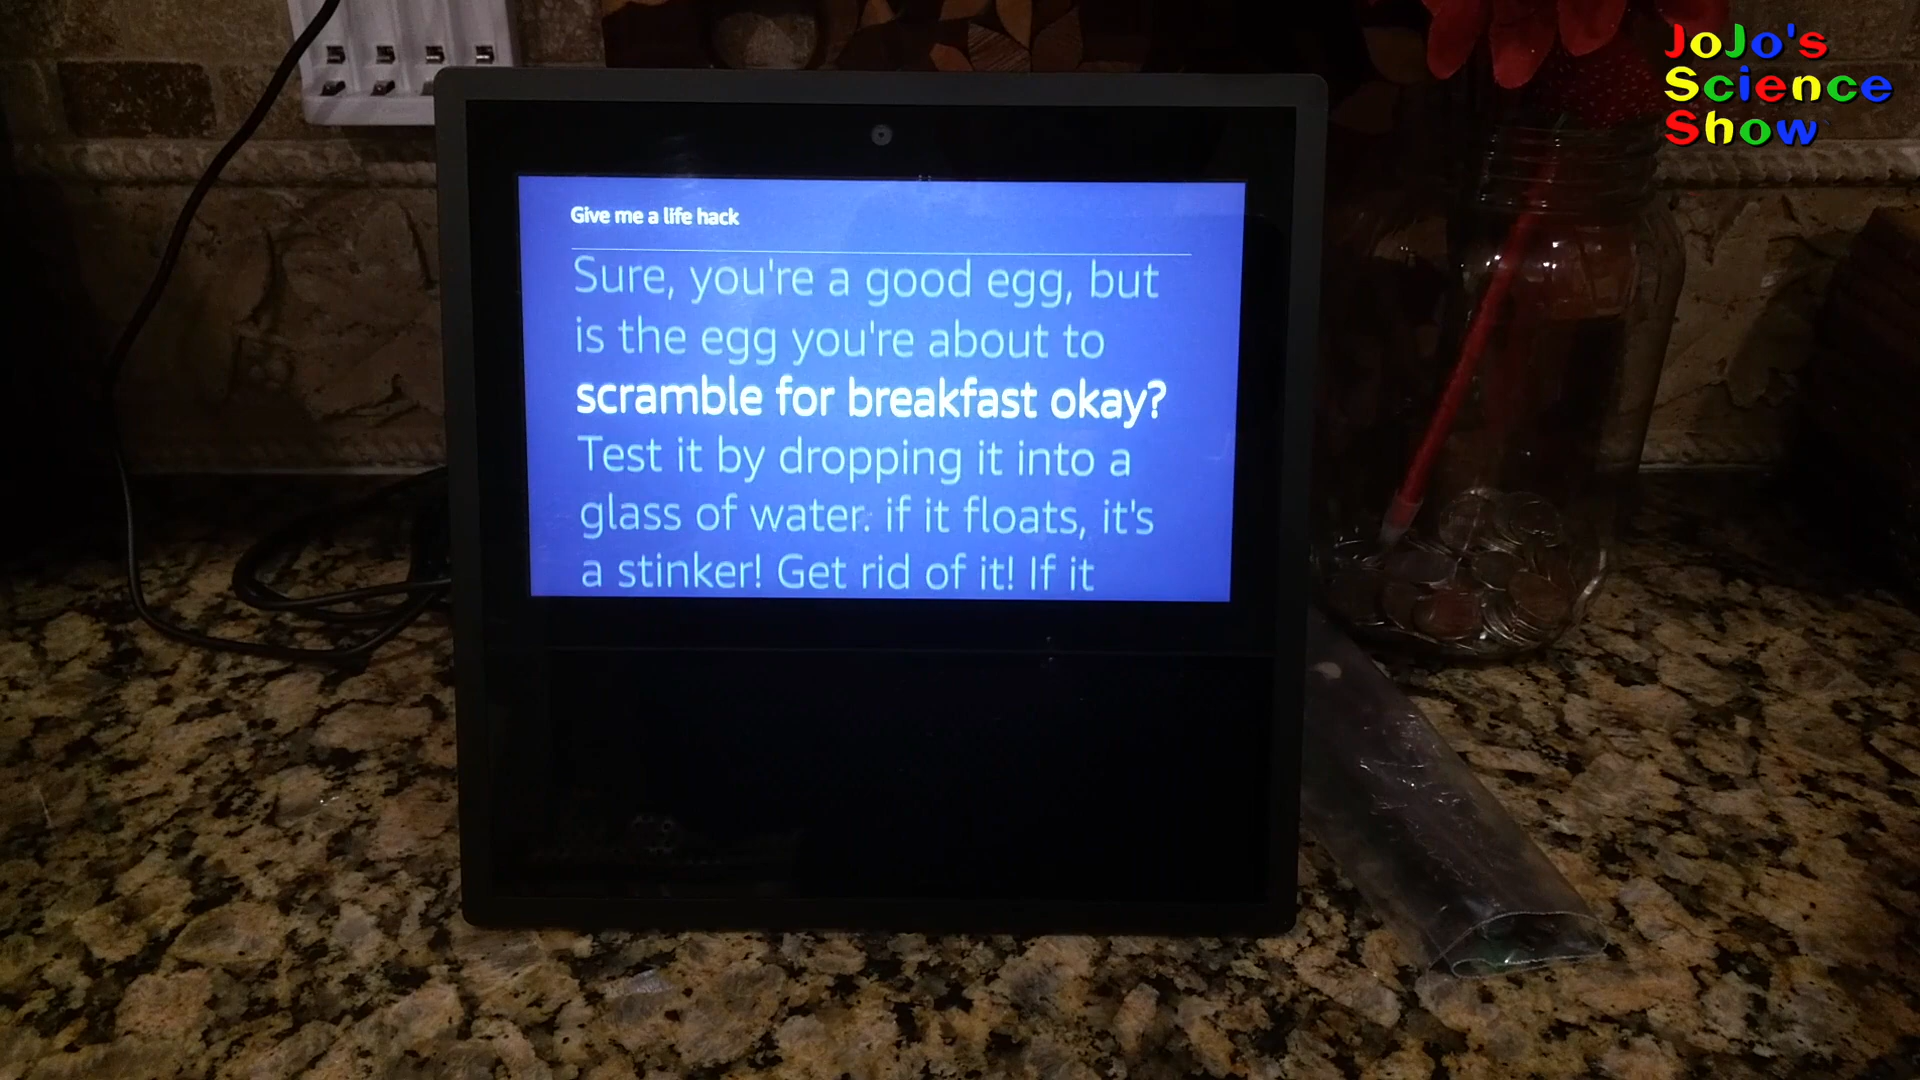 JoJo's
Science
Show
Give me a life hack
Sure, you're a good egg, but
is the egg you're about to
scramble for breakfast okay?
Test it by dropping it into a
glass of water. if it floats, it's
a stinker! Get rid of it! If it